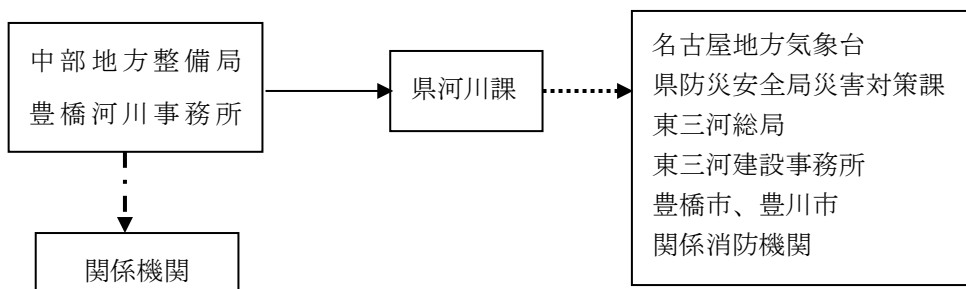 中部地方整備局
豊橋河川事務所
県河川課
名古屋地方気象台
県防災安全局災害対策課
東三河総局
東三河建設事務所
豊橋市、豊川市
関係消防機関
関係機関